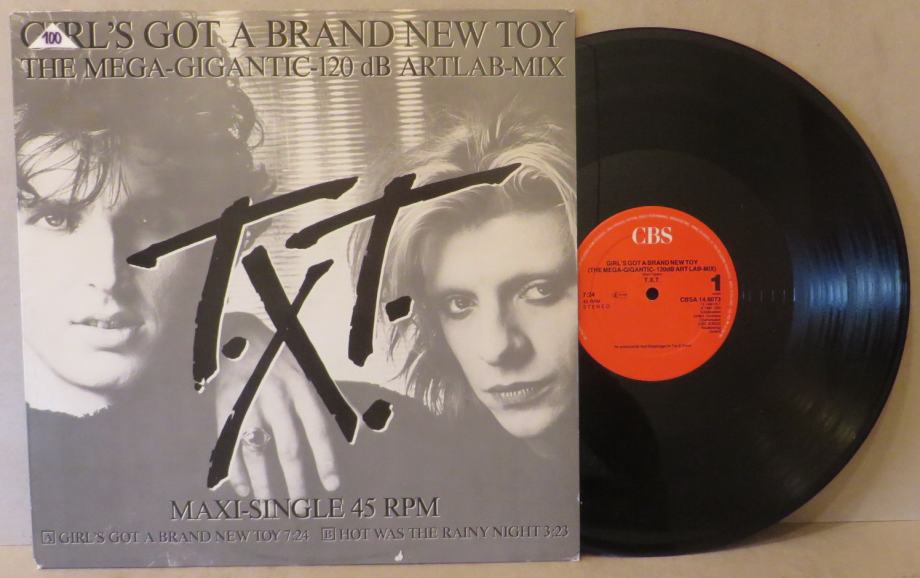 GIRL'S GOT A BRAND NEW TOY
100
THE MEGA-GIGANTIC-120 dB ARTLAB-MIX
T.X.T.
MAXI-SINGLE 45 RPM
A GIRL'S GOT A BRAND NEW TOY 7:24 B HOT WAS THE RAINY NIGHT 3:23
CBS
GIRL'S GOT A BRAND NEW TOY
(THE MEGA-GIGANTIC-120dB ART LAB-MIX)
T.X.T.
7:24
45 RPM
STEREO
1
CBSA 14.6073